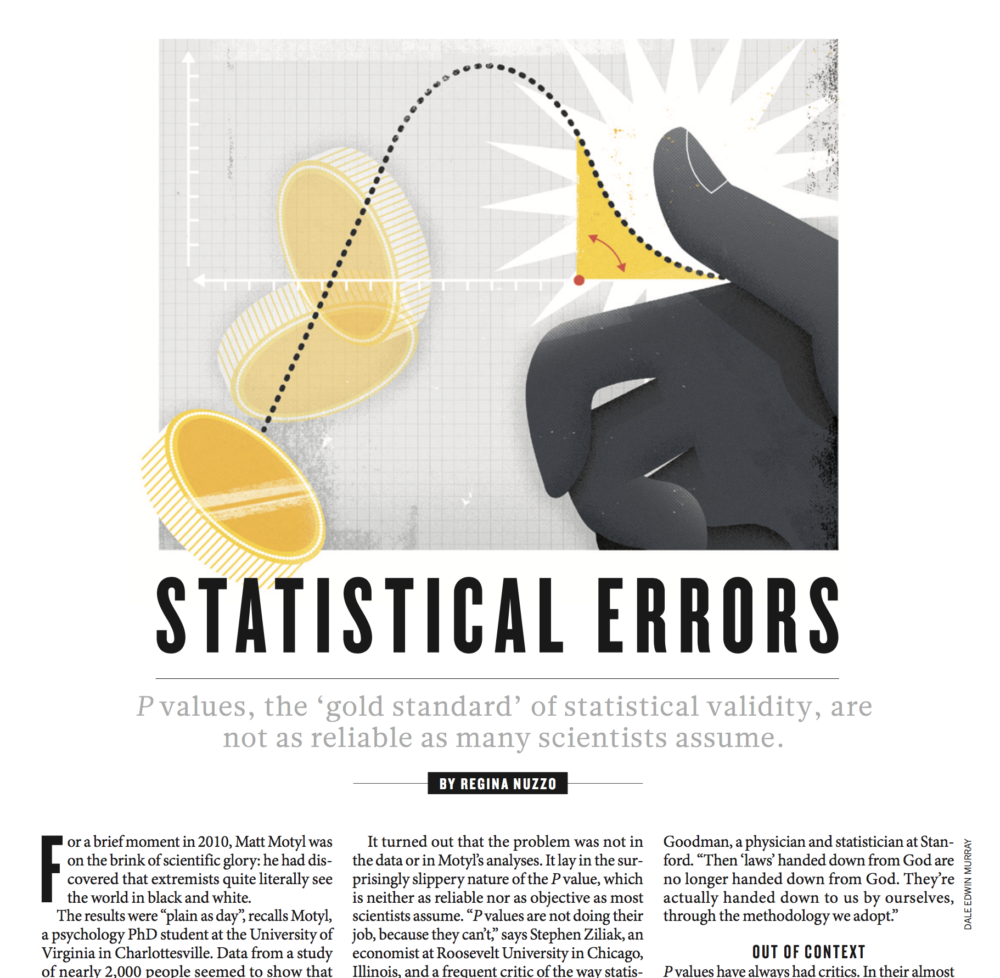 STATISTICAL ERRORS
P values, the ‘gold standard’ of statistical validity, are
not as reliable as many scientists assume.
BY REGINA NUZZO
For a brief moment in 2010, Matt Motyl was
on the brink of scientific glory: he had dis-
covered that extremists quite literally see
the world in black and white.
The results were “plain as day”, recalls Motyl,
a psychology PhD student at the University of
Virginia in Charlottesville. Data from a study
of nearly 2,000 people seemed to show that
It turned out that the problem was not in
the data or in Motyl’s analyses. It lay in the sur-
prisingly slippery nature of the P value, which
is neither as reliable nor as objective as most
scientists assume. “P values are not doing their
job, because they can’t,” says Stephen Ziliak, an
economist at Roosevelt University in Chicago,
Illinois, and a frequent critic of the way statis-
Goodman, a physician and statistician at Stan-
ford. “Then ‘laws’ handed down from God are
no longer handed down from God. They’re
actually handed down to us by ourselves,
through the methodology we adopt.”
OUT OF CONTEXT
P values have always had critics. In their almost
DALE EDWIN MURRAY